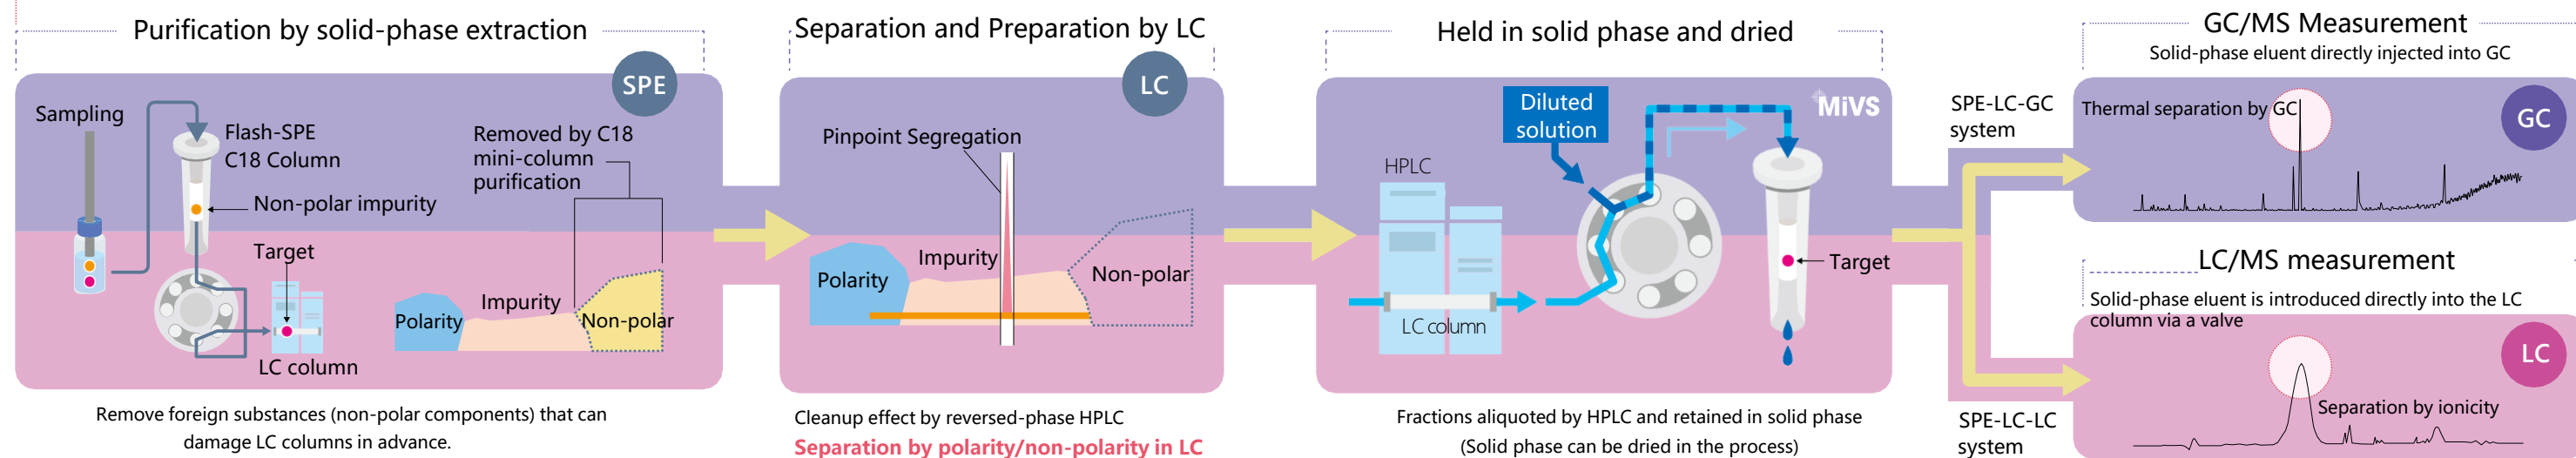 Purification by solid-phase extraction
SPE
Sampling
Flash-SPE
C18 Column
Removed by C18
mini-column
purification
Non-polar impurity
Target
Polarity
Impurity
Non-polar
LC column
Remove foreign substances (non-polar components) that can
damage LC columns in advance.
Separation and Preparation by LC
LC
Pinpoint Segregation
Impurity
Polarity
Non-polar
Cleanup effect by reversed-phase HPLC
Separation by polarity/non-polarity in LC
Held in solid phase and dried
Diluted
solution
MiVS
HPLC
Target
LC column
Fractions aliquoted by HPLC and retained in solid phase
(Solid phase can be dried in the process)
SPE-LC-GC
system
SPE-LC-LC
system
GC/MS Measurement
Solid-phase eluent directly injected into GC
Thermal separation by GC
GC
LC/MS measurement
Solid-phase eluent is introduced directly into the LC
column via a valve
LC
Separation by ionicity